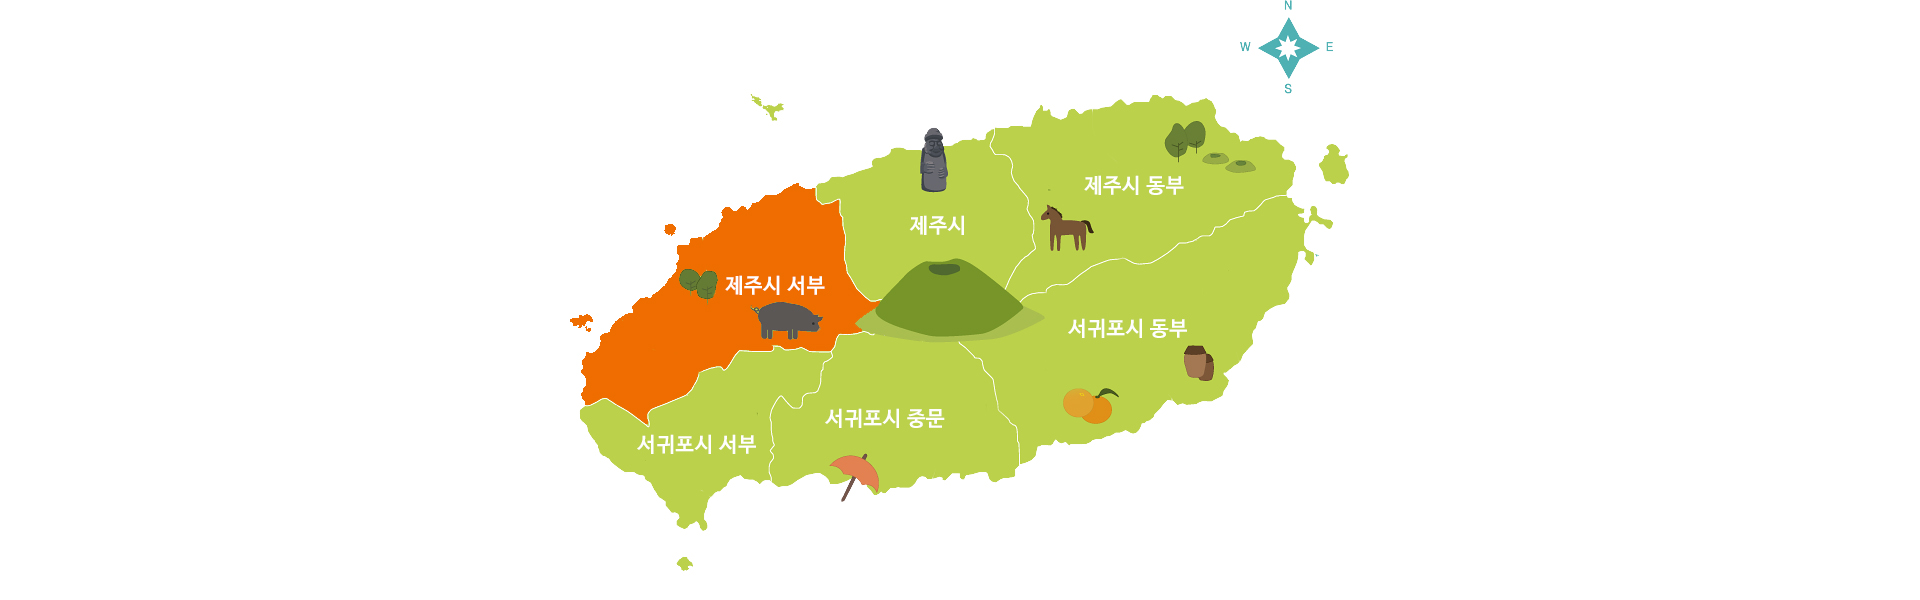 N
W
E
S
제주시 동부
제주시
제주시 서부
서귀포시 동부
서귀포시 중문
서귀포시 서부